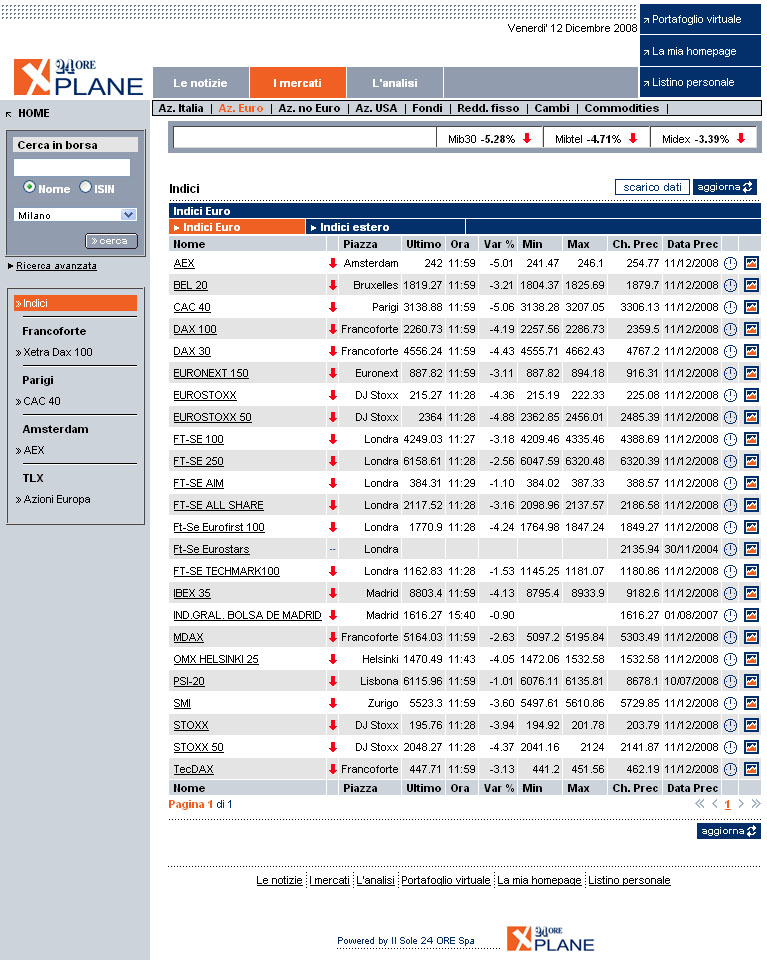 Venerdi' 12 Dicembre 2008
Portafoglio virtuale
La mia homepage
Listino personale
24 ORE
XPLANE
Le notizie I mercati L'analisi
HOME
Az. Italia | Az. Euro | Az. no Euro | Az. USA | Fondi | Redd. fisso | Cambi | Commodities |
Mib30 -5.28% Mibtel -4.71% Midex -3.39%
Cerca in borsa
Nome ISIN
Milano
» cerca
Ricerca avanzata
» Indici
Francoforte
» Xetra Dax 100
Parigi
» CAC 40
Amsterdam
» AEX
TLX
» Azioni Europa
Indici scarico dati aggiorna
Indici Euro
Indici Euro Indici estero
Nome Piazza Ultimo Ora Var % Min Max Ch. Prec Data Prec
AEX Amsterdam 242 11:59 -5.01 241.47 246.1 254.77 11/12/2008
BEL 20 Bruxelles 1819.27 11:59 -3.21 1804.37 1825.69 1879.7 11/12/2008
CAC 40 Parigi 3138.88 11:59 -5.06 3138.28 3207.05 3306.13 11/12/2008
DAX 100 Francoforte 2260.73 11:59 -4.19 2257.56 2286.73 2359.5 11/12/2008
DAX 30 Francoforte 4556.24 11:59 -4.43 4555.71 4662.43 4767.2 11/12/2008
EURONEXT 150 Euronext 887.82 11:59 -3.11 887.82 894.18 916.31 11/12/2008
EUROSTOXX DJ Stoxx 215.27 11:28 -4.36 215.19 222.33 225.08 11/12/2008
EUROSTOXX 50 DJ Stoxx 2364 11:28 -4.88 2362.85 2456.01 2485.39 11/12/2008
FT-SE 100 Londra 4249.03 11:27 -3.18 4209.46 4335.46 4388.69 11/12/2008
FT-SE 250 Londra 6158.61 11:28 -2.56 6047.59 6320.48 6320.39 11/12/2008
FT-SE AIM Londra 384.31 11:29 -1.10 384.02 387.33 388.57 11/12/2008
FT-SE ALL SHARE Londra 2117.52 11:28 -3.16 2098.96 2137.57 2186.58 11/12/2008
Ft-Se Eurofirst 100 Londra 1770.9 11:28 -4.24 1764.98 1847.24 1849.27 11/12/2008
Ft-Se Eurostars -- Londra 2135.94 30/11/2004
FT-SE TECHMARK100 Londra 1162.83 11:28 -1.53 1145.25 1181.07 1180.86 11/12/2008
IBEX 35 Madrid 8803.4 11:59 -4.13 8795.4 8933.9 9182.6 11/12/2008
IND.GRAL. BOLSA DE MADRID Madrid 1616.27 15:40 -0.90 1616.27 01/08/2007
MDAX Francoforte 5164.03 11:59 -2.63 5097.2 5195.84 5303.49 11/12/2008
OMX HELSINKI 25 Helsinki 1470.49 11:43 -4.05 1472.06 1532.58 1532.58 11/12/2008
PSI-20 Lisbona 6115.96 11:59 -1.01 6076.11 6135.81 8678.1 10/07/2008
SMI Zurigo 5523.3 11:59 -3.60 5497.61 5610.86 5729.85 11/12/2008
STOXX DJ Stoxx 195.76 11:28 -3.94 194.92 201.78 203.79 11/12/2008
STOXX 50 DJ Stoxx 2048.27 11:28 -4.37 2041.16 2124 2141.87 11/12/2008
TecDAX Francoforte 447.71 11:59 -3.13 441.2 451.56 462.19 11/12/2008
Nome Piazza Ultimo Ora Var % Min Max Ch. Prec Data Prec
Pagina 1 di 1 « < 1 > »
aggiorna
Le notizie I mercati L'analisi Portafoglio virtuale La mia homepage Listino personale
Powered by Il Sole 24 ORE Spa
24 ORE
XPLANE